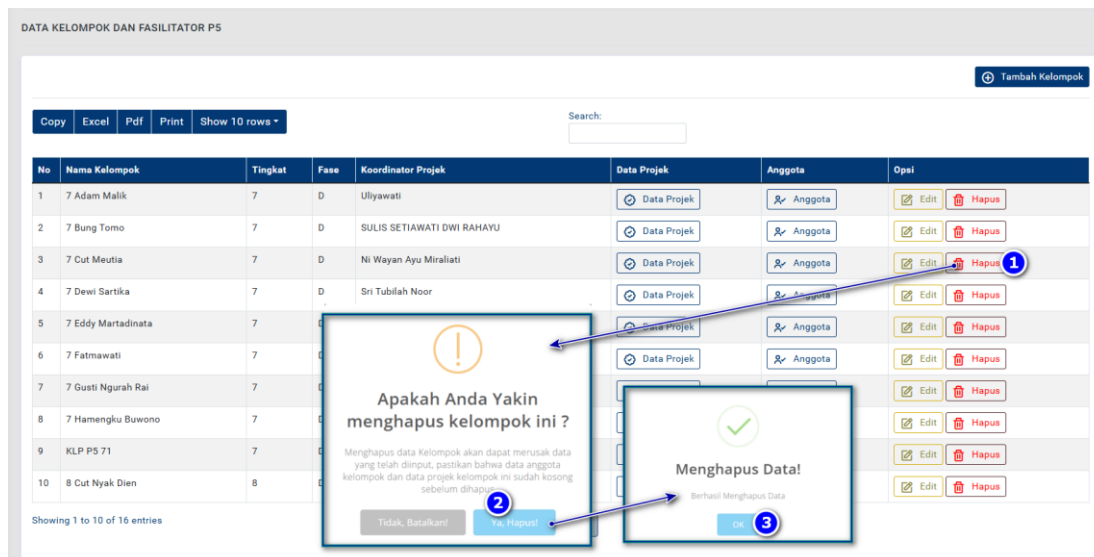 DATA KELOMPOK DAN FASILITATOR P5
Tambah Kelompok
Copy Excel Pdf Print Show 10 rows
Search:
No Nama Kelompok Tingkat Fase Koordinator Projek Data Projek Anggota Opsi
1 7 Adam Malik 7 D Uliyawati Data Projek Anggota Edit Hapus
2 7 Bung Tomo 7 D SULIS SETIAWATI DWI RAHAYU Data Projek Anggota Edit Hapus
3 7 Cut Meutia 7 D Ni Wayan Ayu Miraliati Data Projek Anggota Edit Hapus 1
4 7 Dewi Sartika 7 D Sri Tubilah Noor Data Projek Anggota Edit Hapus
5 7 Eddy Martadinata 7 Data Projek Anggota Edit Hapus
6 7 Fatmawati 7 Data Projek Anggota Edit Hapus
7 7 Gusti Ngurah Rai 7 Edit Hapus
8 7 Hamengku Buwono 7 Edit Hapus
9 KLP P5 71 7 Edit Hapus
10 8 Cut Nyak Dien 8 Edit Hapus
Showing 1 to 10 of 16 entries
Apakah Anda Yakin
menghapus kelompok ini ?
Menghapus data Kelompok akan dapat merusak data
yang telah diinput, pastikan bahwa data anggota
kelompok dan data projek kelompok ini sudah kosong
sebelum dihapus
2
Tidak, Batalkan! Ya, Hapus!
Menghapus Data!
Berhasil Menghapus Data
OK 3